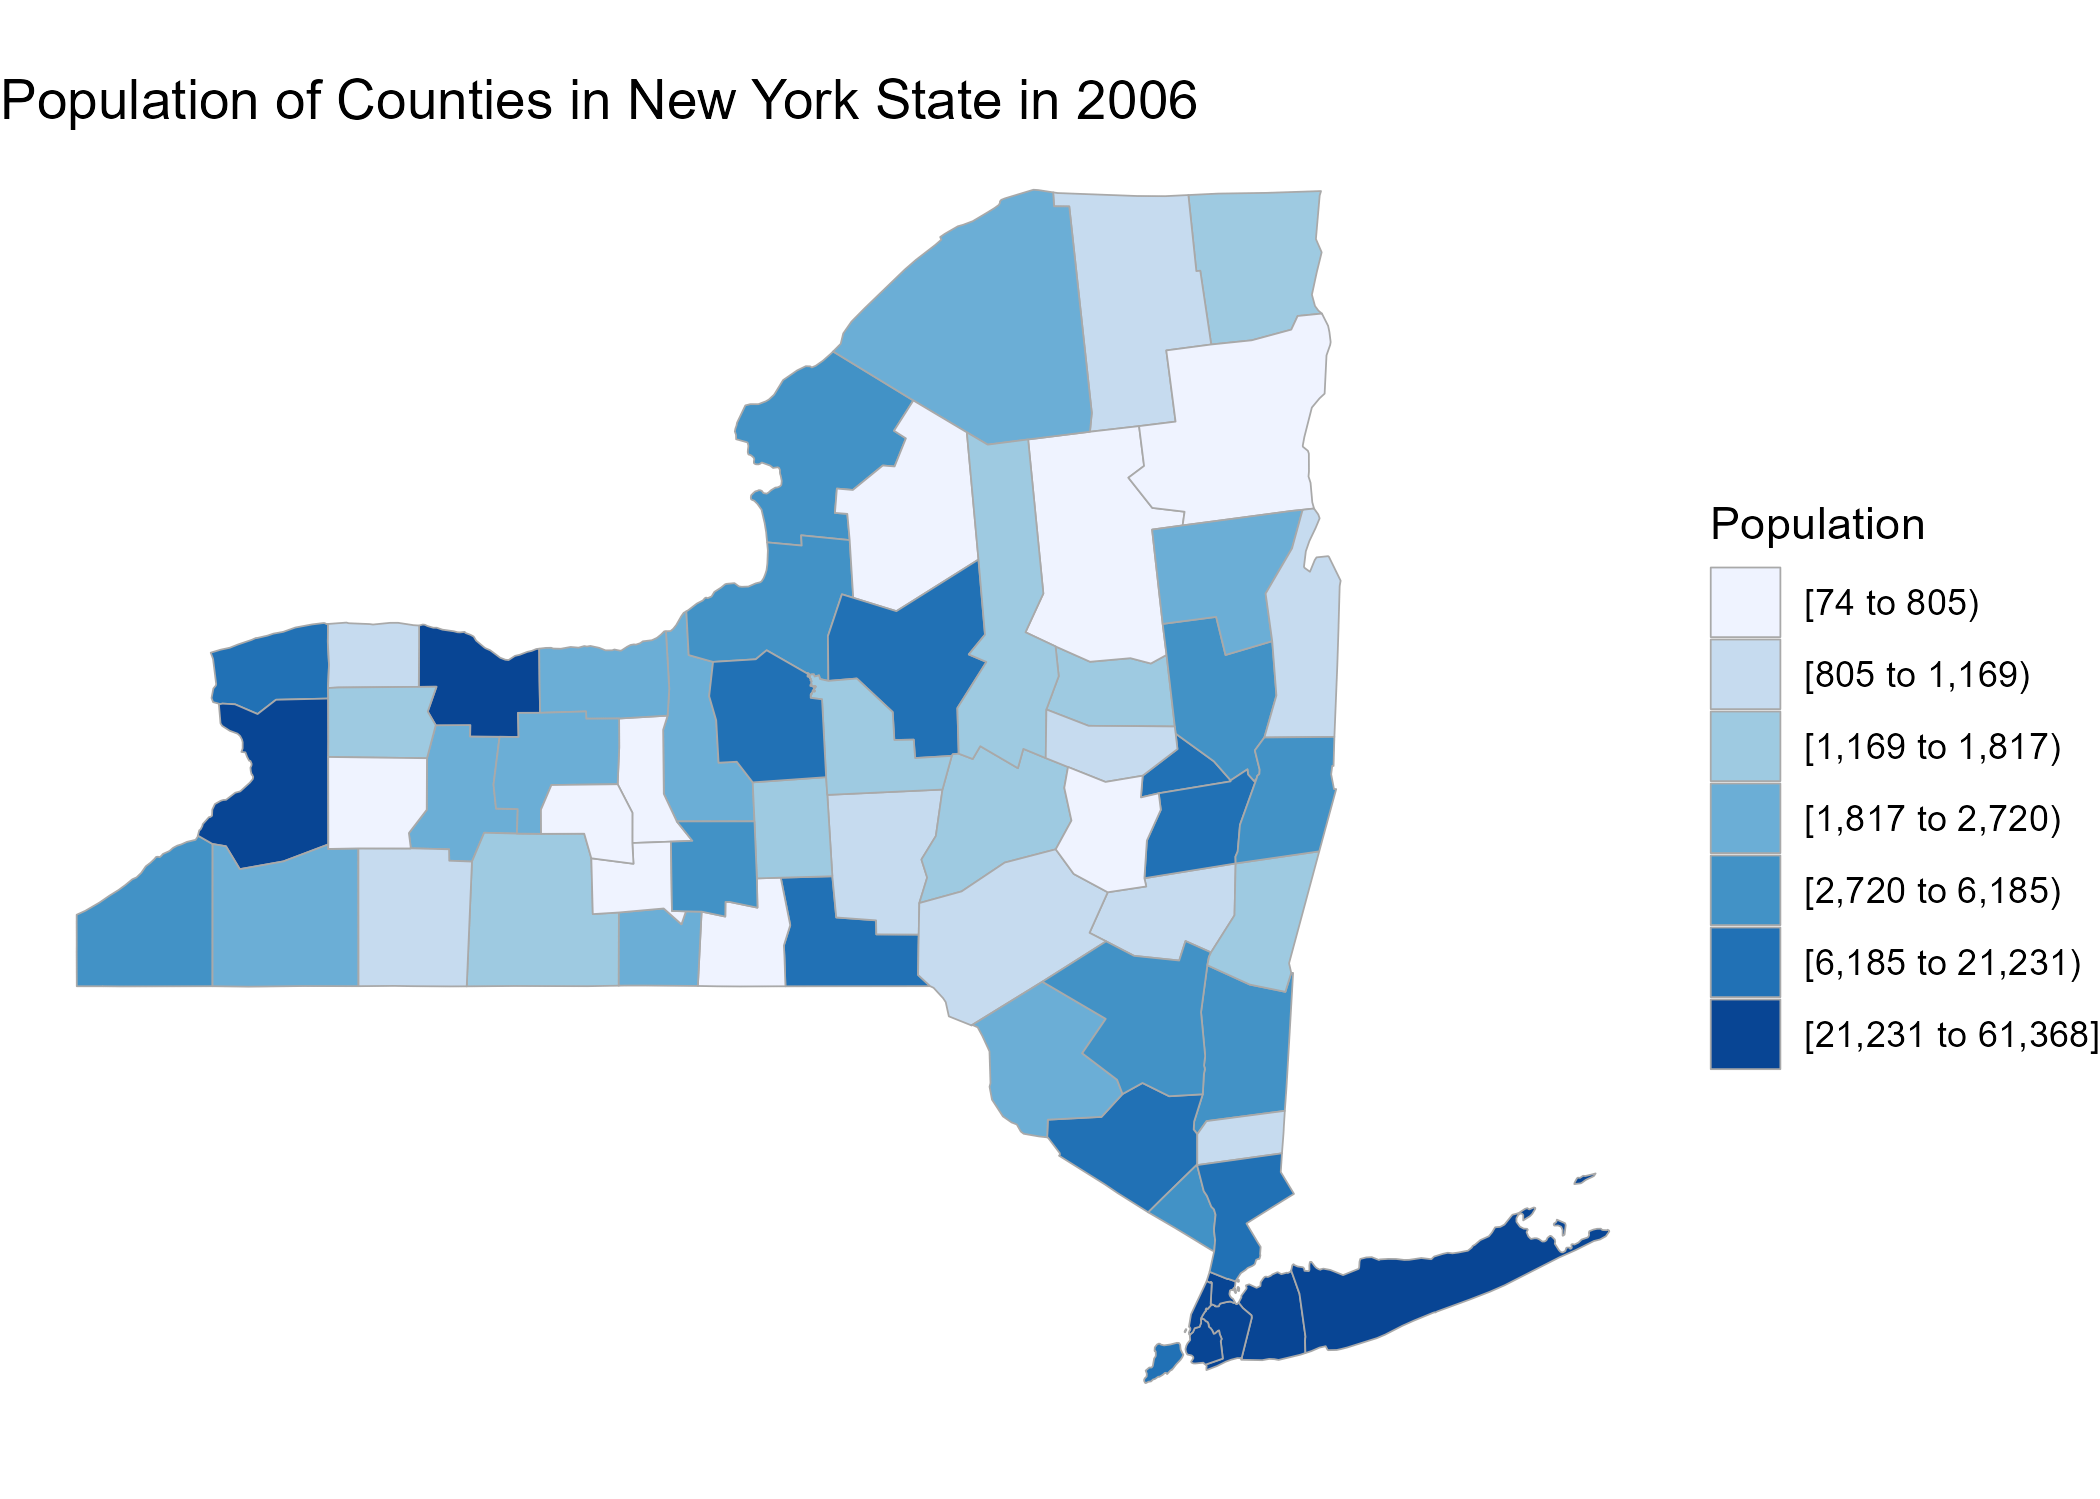 Population of Counties in New York State in 2006
Population
[74 to 805)
[805 to 1,169)
[1,169 to 1,817)
[1,817 to 2,720)
[2,720 to 6,185)
[6,185 to 21,231)
[21,231 to 61,368]